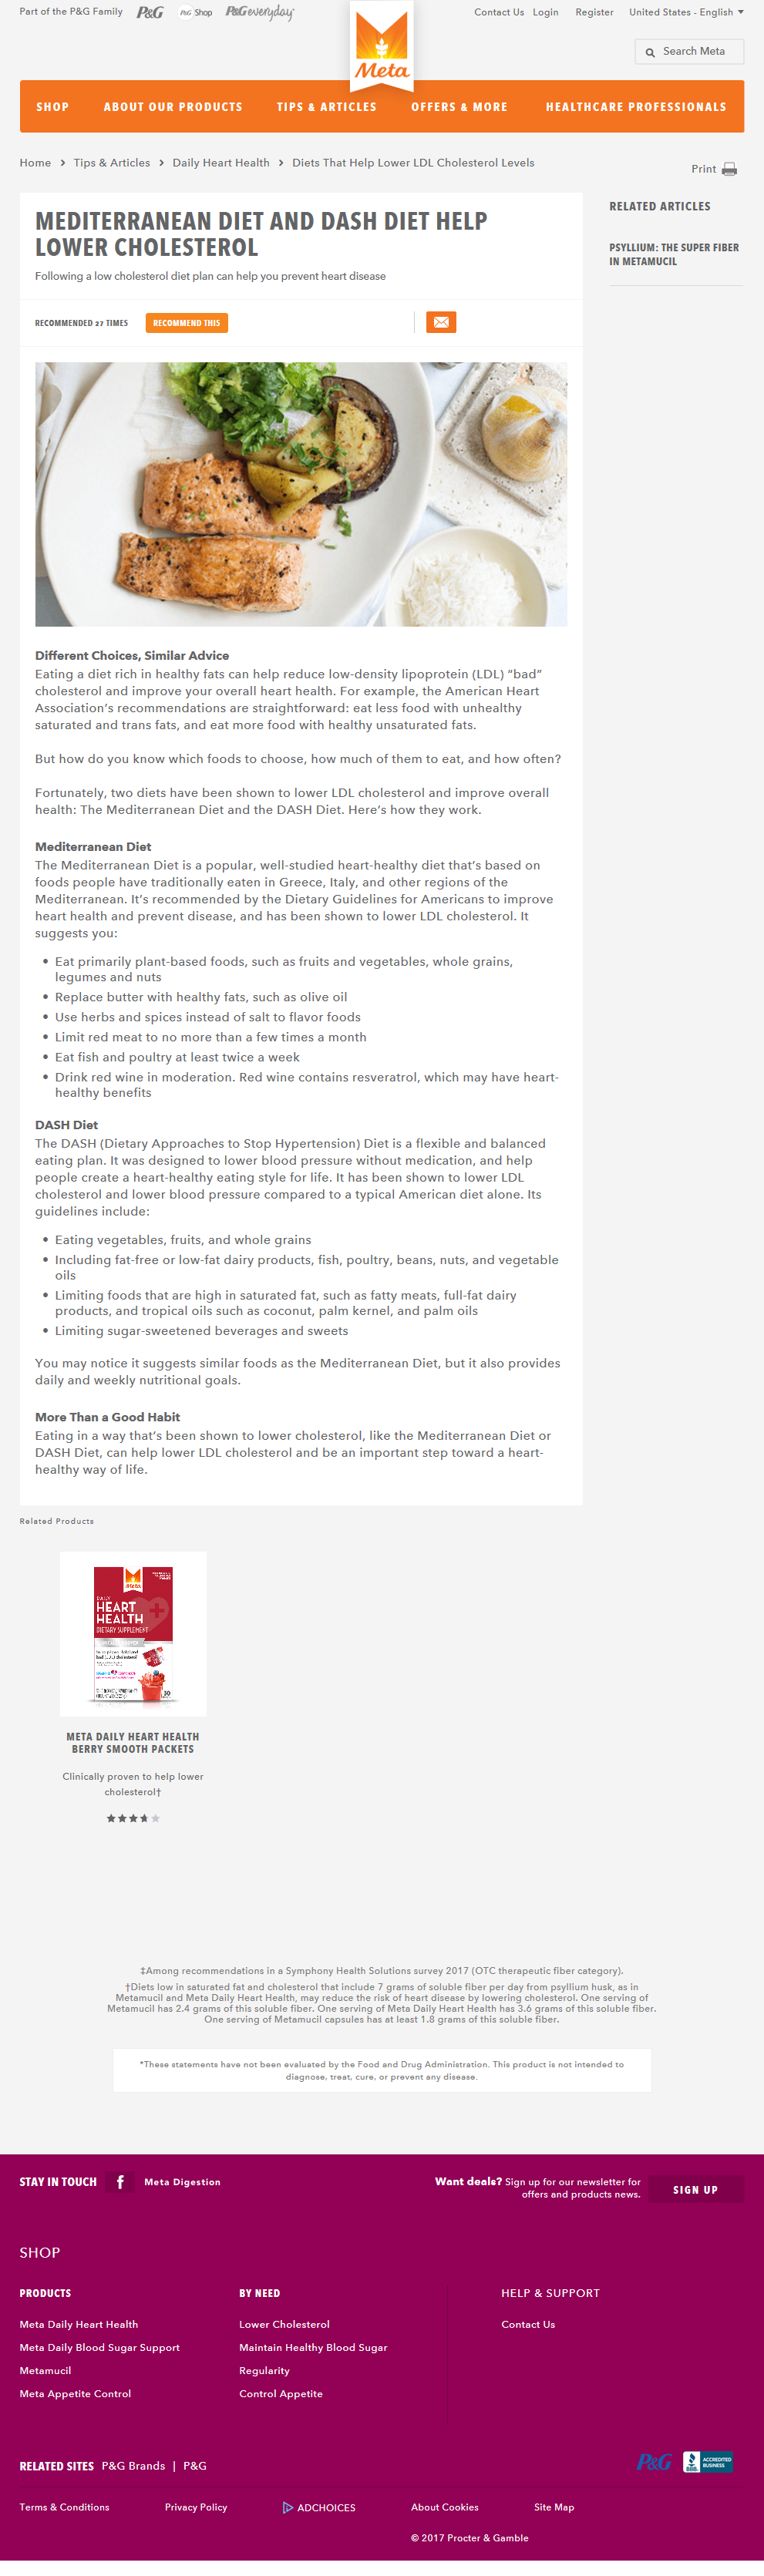 Part of the P&G Family P&G P&G Shop P&G everyday
Contact Us Login Register United States - English
Meta
Search Meta
SHOP ABOUT OUR PRODUCTS TIPS & ARTICLES OFFERS & MORE HEALTHCARE PROFESSIONALS
Home > Tips & Articles > Daily Heart Health > Diets That Help Lower LDL Cholesterol Levels
Print
MEDITERRANEAN DIET AND DASH DIET HELP
LOWER CHOLESTEROL
Following a low cholesterol diet plan can help you prevent heart disease
RELATED ARTICLES
PSYLLIUM: THE SUPER FIBER
IN METAMUCIL
RECOMMENDED 27 TIMES RECOMMEND THIS
Different Choices, Similar Advice
Eating a diet rich in healthy fats can help reduce low-density lipoprotein (LDL) “bad”
cholesterol and improve your overall heart health. For example, the American Heart
Association’s recommendations are straightforward: eat less food with unhealthy
saturated and trans fats, and eat more food with healthy unsaturated fats.
But how do you know which foods to choose, how much of them to eat, and how often?
Fortunately, two diets have been shown to lower LDL cholesterol and improve overall
health: The Mediterranean Diet and the DASH Diet. Here’s how they work.
Mediterranean Diet
The Mediterranean Diet is a popular, well-studied heart-healthy diet that’s based on
foods people have traditionally eaten in Greece, Italy, and other regions of the
Mediterranean. It’s recommended by the Dietary Guidelines for Americans to improve
heart health and prevent disease, and has been shown to lower LDL cholesterol. It
suggests you:
• Eat primarily plant-based foods, such as fruits and vegetables, whole grains,
legumes and nuts
• Replace butter with healthy fats, such as olive oil
• Use herbs and spices instead of salt to flavor foods
• Limit red meat to no more than a few times a month
• Eat fish and poultry at least twice a week
• Drink red wine in moderation. Red wine contains resveratrol, which may have heart-
healthy benefits
DASH Diet
The DASH (Dietary Approaches to Stop Hypertension) Diet is a flexible and balanced
eating plan. It was designed to lower blood pressure without medication, and help
people create a heart-healthy eating style for life. It has been shown to lower LDL
cholesterol and lower blood pressure compared to a typical American diet alone. Its
guidelines include:
• Eating vegetables, fruits, and whole grains
• Including fat-free or low-fat dairy products, fish, poultry, beans, nuts, and vegetable
oils
• Limiting foods that are high in saturated fat, such as fatty meats, full-fat dairy
products, and tropical oils such as coconut, palm kernel, and palm oils
• Limiting sugar-sweetened beverages and sweets
You may notice it suggests similar foods as the Mediterranean Diet, but it also provides
daily and weekly nutritional goals.
More Than a Good Habit
Eating in a way that’s been shown to lower cholesterol, like the Mediterranean Diet or
DASH Diet, can help lower LDL cholesterol and be an important step toward a heart-
healthy way of life.
Related Products
Meta
DAILY
HEART
HEALTH
DIETARY SUPPLEMENT
30
META DAILY HEART HEALTH
BERRY SMOOTH PACKETS
Clinically proven to help lower
cholesterol†
‡Among recommendations in a Symphony Health Solutions survey 2017 (OTC therapeutic fiber category).
†Diets low in saturated fat and cholesterol that include 7 grams of soluble fiber per day from psyllium husk, as in
Metamucil and Meta Daily Heart Health, may reduce the risk of heart disease by lowering cholesterol. One serving of
Metamucil has 2.4 grams of this soluble fiber. One serving of Meta Daily Heart Health has 3.6 grams of this soluble fiber.
One serving of Metamucil capsules has at least 1.8 grams of this soluble fiber.
*These statements have not been evaluated by the Food and Drug Administration. This product is not intended to
diagnose, treat, cure, or prevent any disease.
STAY IN TOUCH f Meta Digestion
Want deals? Sign up for our newsletter for
offers and products news.
SIGN UP
SHOP
PRODUCTS BY NEED HELP & SUPPORT
Meta Daily Heart Health Lower Cholesterol Contact Us
Meta Daily Blood Sugar Support Maintain Healthy Blood Sugar
Metamucil Regularity
Meta Appetite Control Control Appetite
RELATED SITES P&G Brands | P&G
P&G BBB ACCREDITED
BUSINESS
Terms & Conditions Privacy Policy ADCHOICES About Cookies Site Map
© 2017 Procter & Gamble